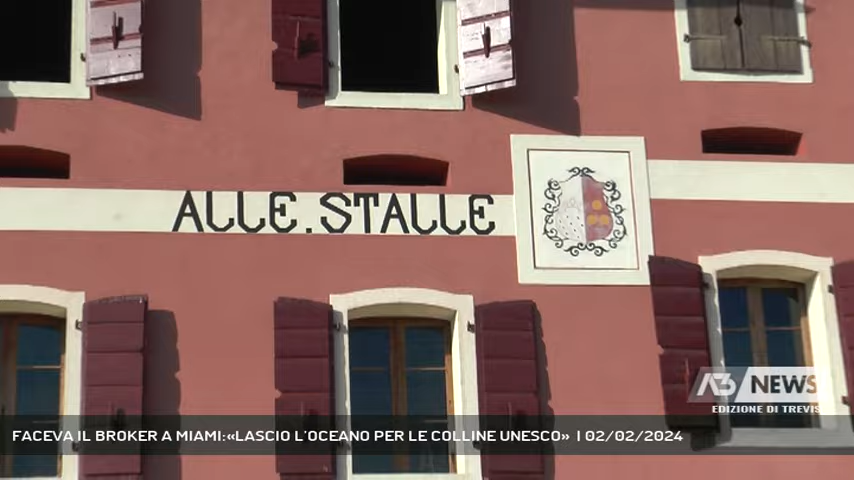 ALLE.STALLE
A3 NEWS
EDIZIONE DI TREVIS
FACEVA IL BROKER A MIAMI:«LASCIO L'OCEANO PER LE COLLINE UNESCO» | 02/02/2024